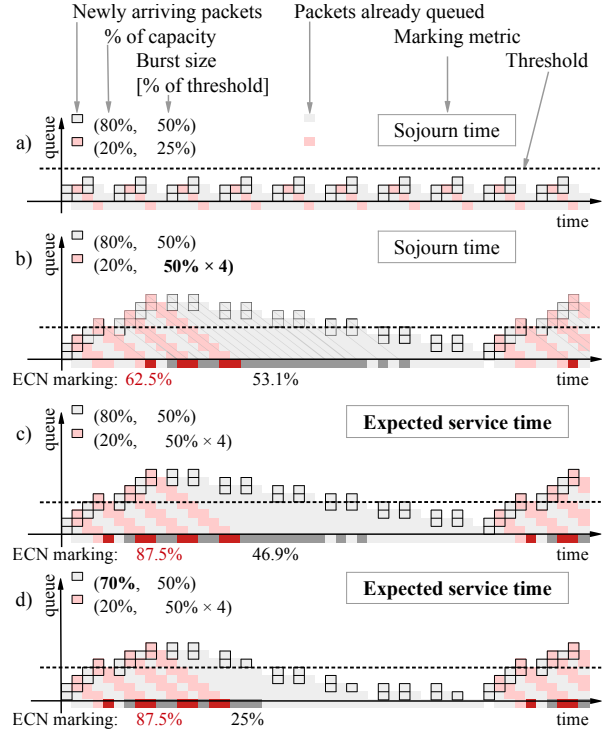 Newly arriving packets Packets already queued
% of capacity Marking metric
Burst size Threshold
[% of threshold]
a) queue (80%, 50%) Sojourn time
(20%, 25%)
time
b) queue (80%, 50%) Sojourn time
(20%, 50% × 4)
ECN marking: 62.5% 53.1% time
c) queue (80%, 50%) Expected service time
(20%, 50% × 4)
ECN marking: 87.5% 46.9% time
d) queue (70%, 50%) Expected service time
(20%, 50% × 4)
ECN marking: 87.5% 25% time